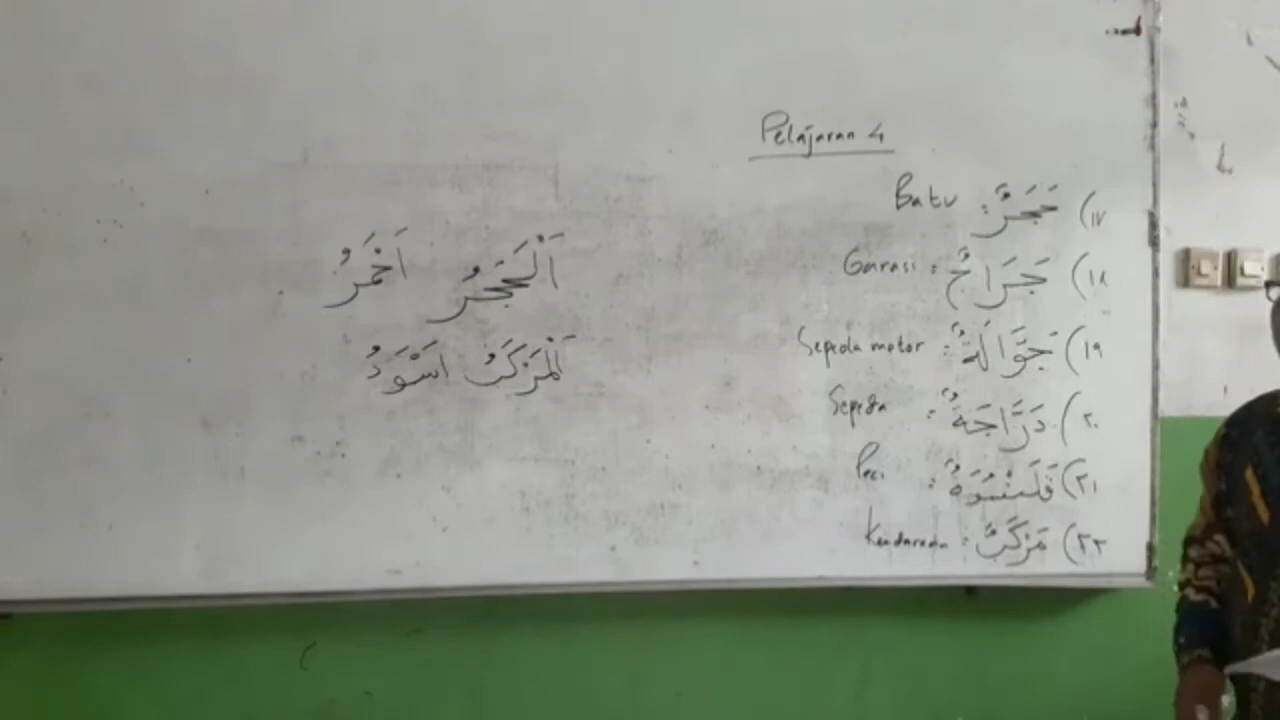 Pelajaran 4
١٧) حَجَرٌ : Batu
١٨) جَرَاجٌ : Garasi
١٩) جَوَّالَةٌ : Sepeda motor
٢٠) دَرَّاجَةٌ : Sepeda
٢١) قَلَنْسُوَةٌ : Peci
٢٢) مَرْكَبٌ : Kendaraan
اَلْحَجَرُ اَحْمَرُ
اَلْمَرْكَبُ اَسْوَدُ